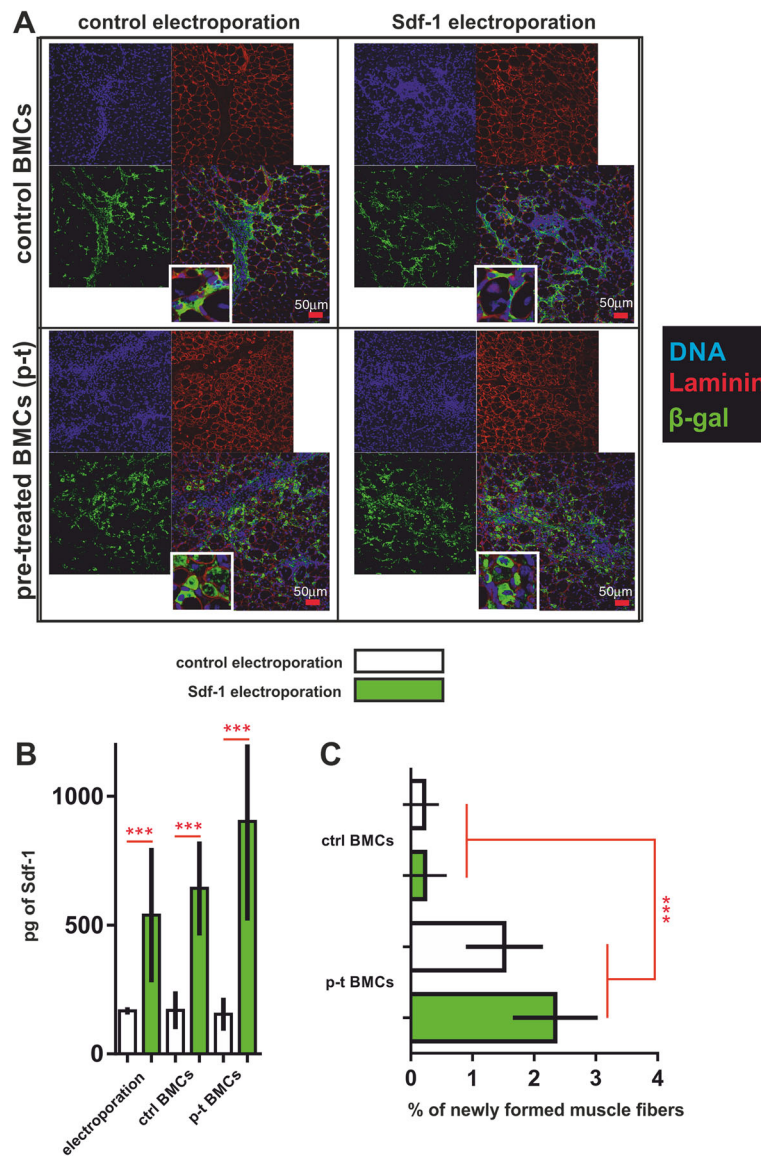 A
control electroporation
Sdf-1 electroporation
control BMCs
50µm
50µm
pre-treated BMCs (p-t)
50µm
50µm
DNA
Laminin
β-gal
control electroporation
Sdf-1 electroporation
B
***
***
***
1000
500
0
pg of Sdf-1
electroporation
ctrl BMCs
p-t BMCs
C
ctrl BMCs
p-t BMCs
***
0 1 2 3 4
% of newly formed muscle fibers